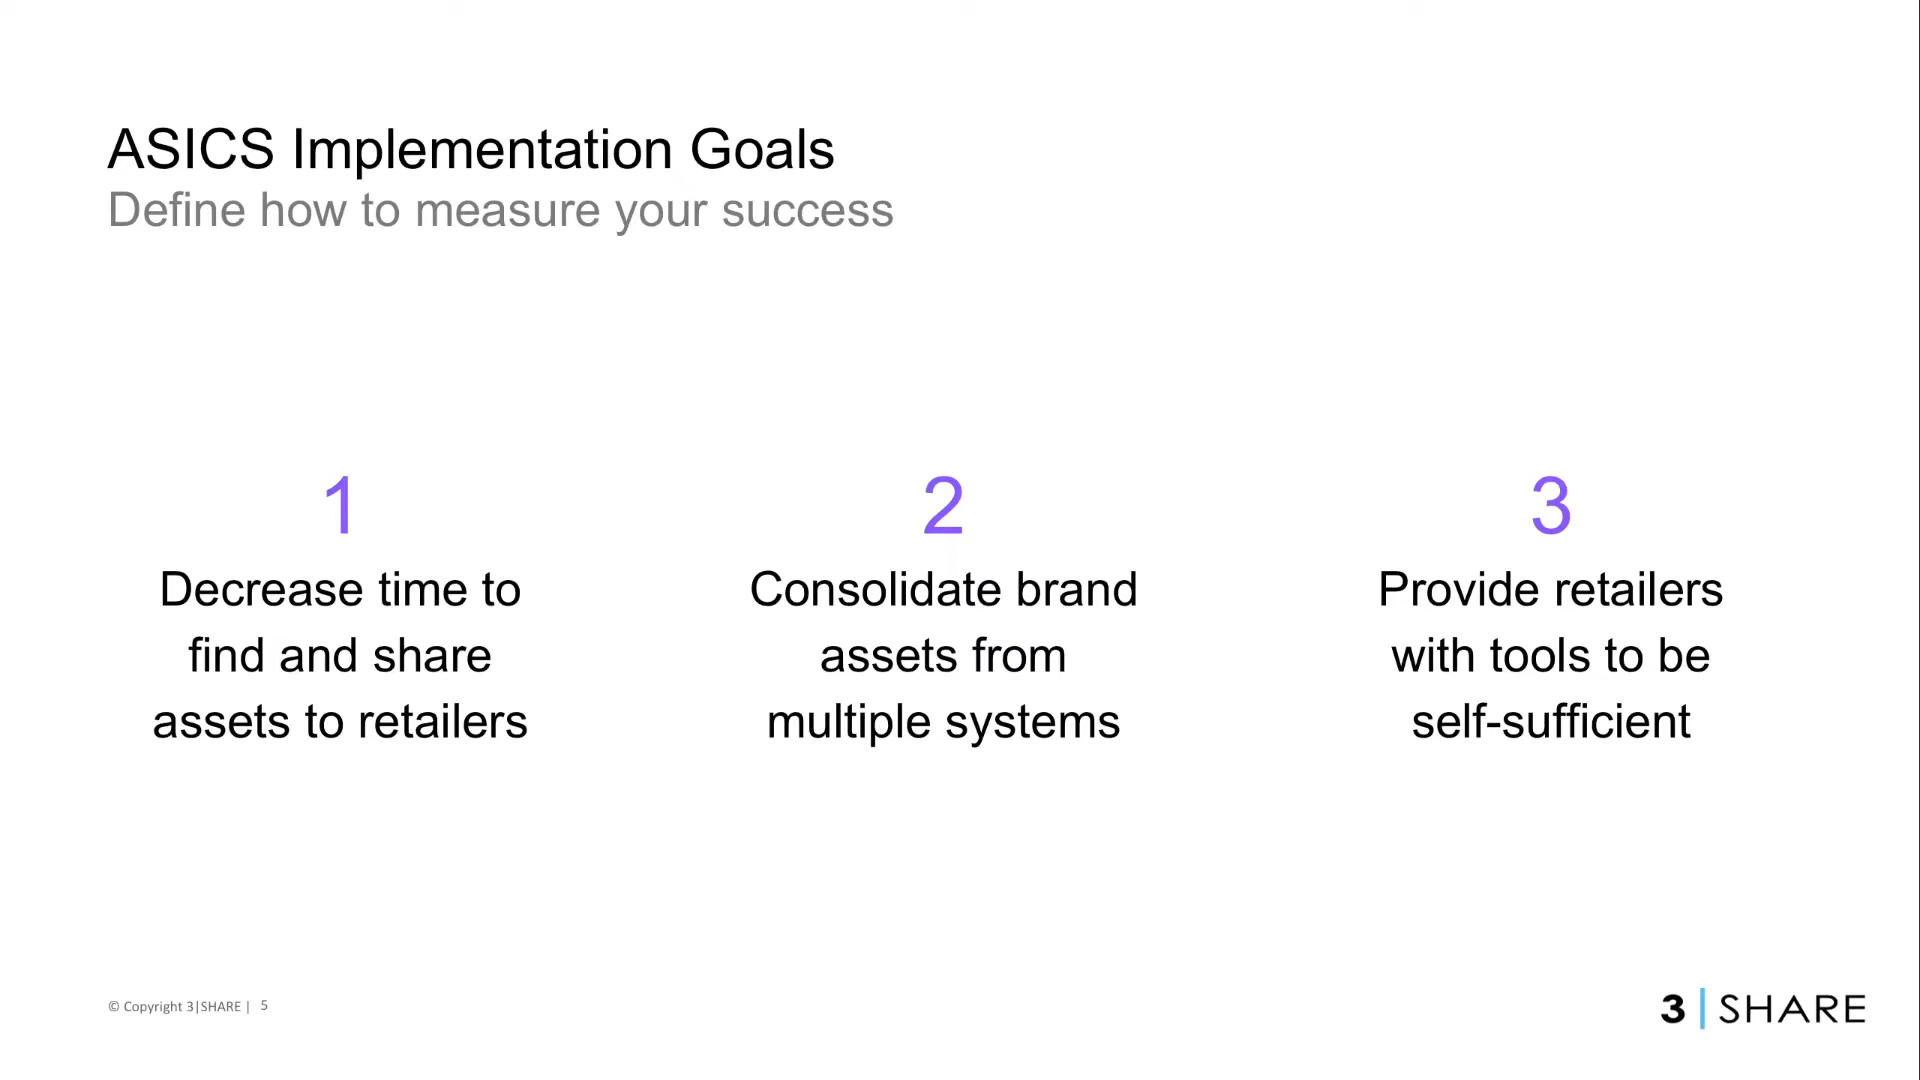 ASICS Implementation Goals
Define how to measure your success
1
Decrease time to
find and share
assets to retailers
2
Consolidate brand
assets from
multiple systems
3
Provide retailers
with tools to be
self-sufficient
© Copyright 3|SHARE | 5
3 | SHARE